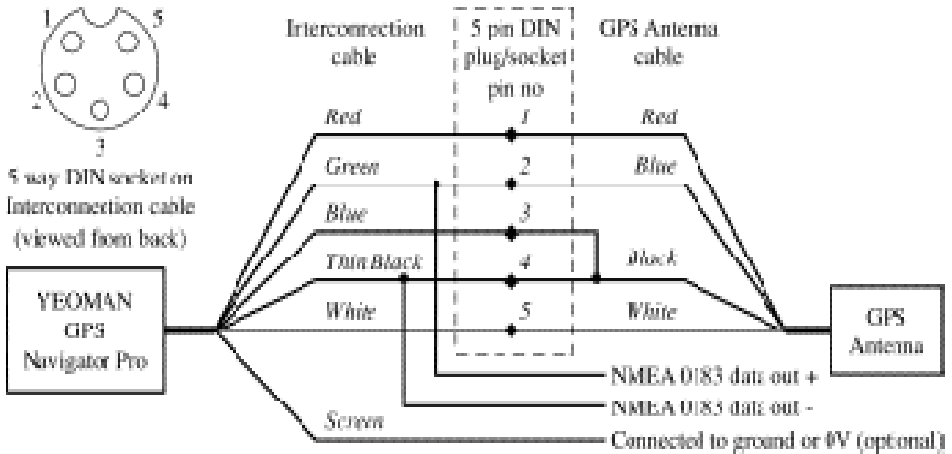 1 5
2 4
3
5 way DIN socket on
Interconnection cable
(viewed from back)
Interconnection
cable
5 pin DIN
plug/socket
pin no
GPS Antenna
cable
Red 1 Red
Green 2 Blue
Blue 3
Thin Black 4 Black
White 5 White
Screen
YEOMAN
GPS
Navigator Pro
GPS
Antenna
NMEA 0183 data out +
NMEA 0183 data out -
Connected to ground or 0V (optional)